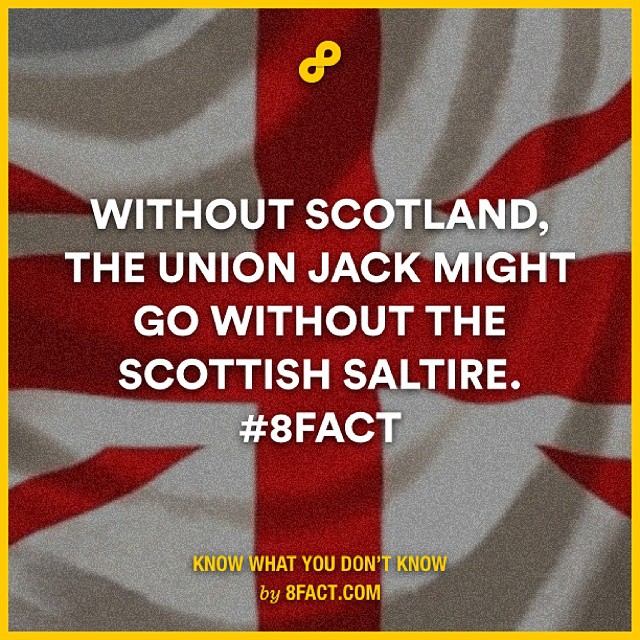 WITHOUT SCOTLAND,
THE UNION JACK MIGHT
GO WITHOUT THE
SCOTTISH SALTIRE.
#8FACT
KNOW WHAT YOU DON'T KNOW
by 8FACT.COM